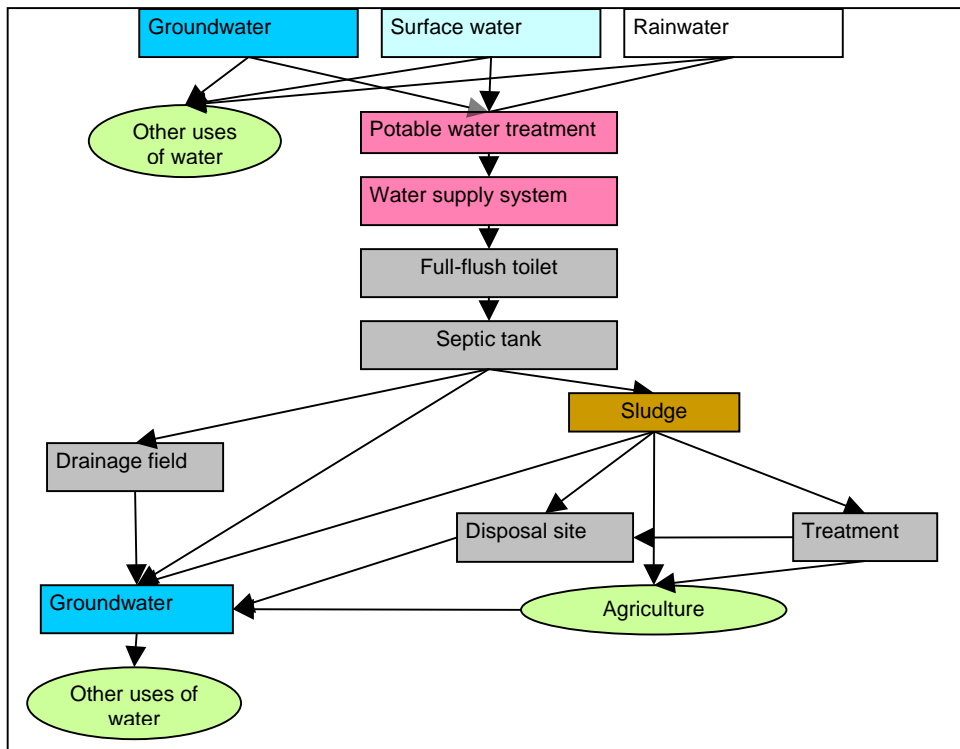 Groundwater
Surface water
Rainwater
Other uses
of water
Potable water treatment
Water supply system
Full-flush toilet
Septic tank
Sludge
Drainage field
Disposal site
Treatment
Groundwater
Agriculture
Other uses of
water